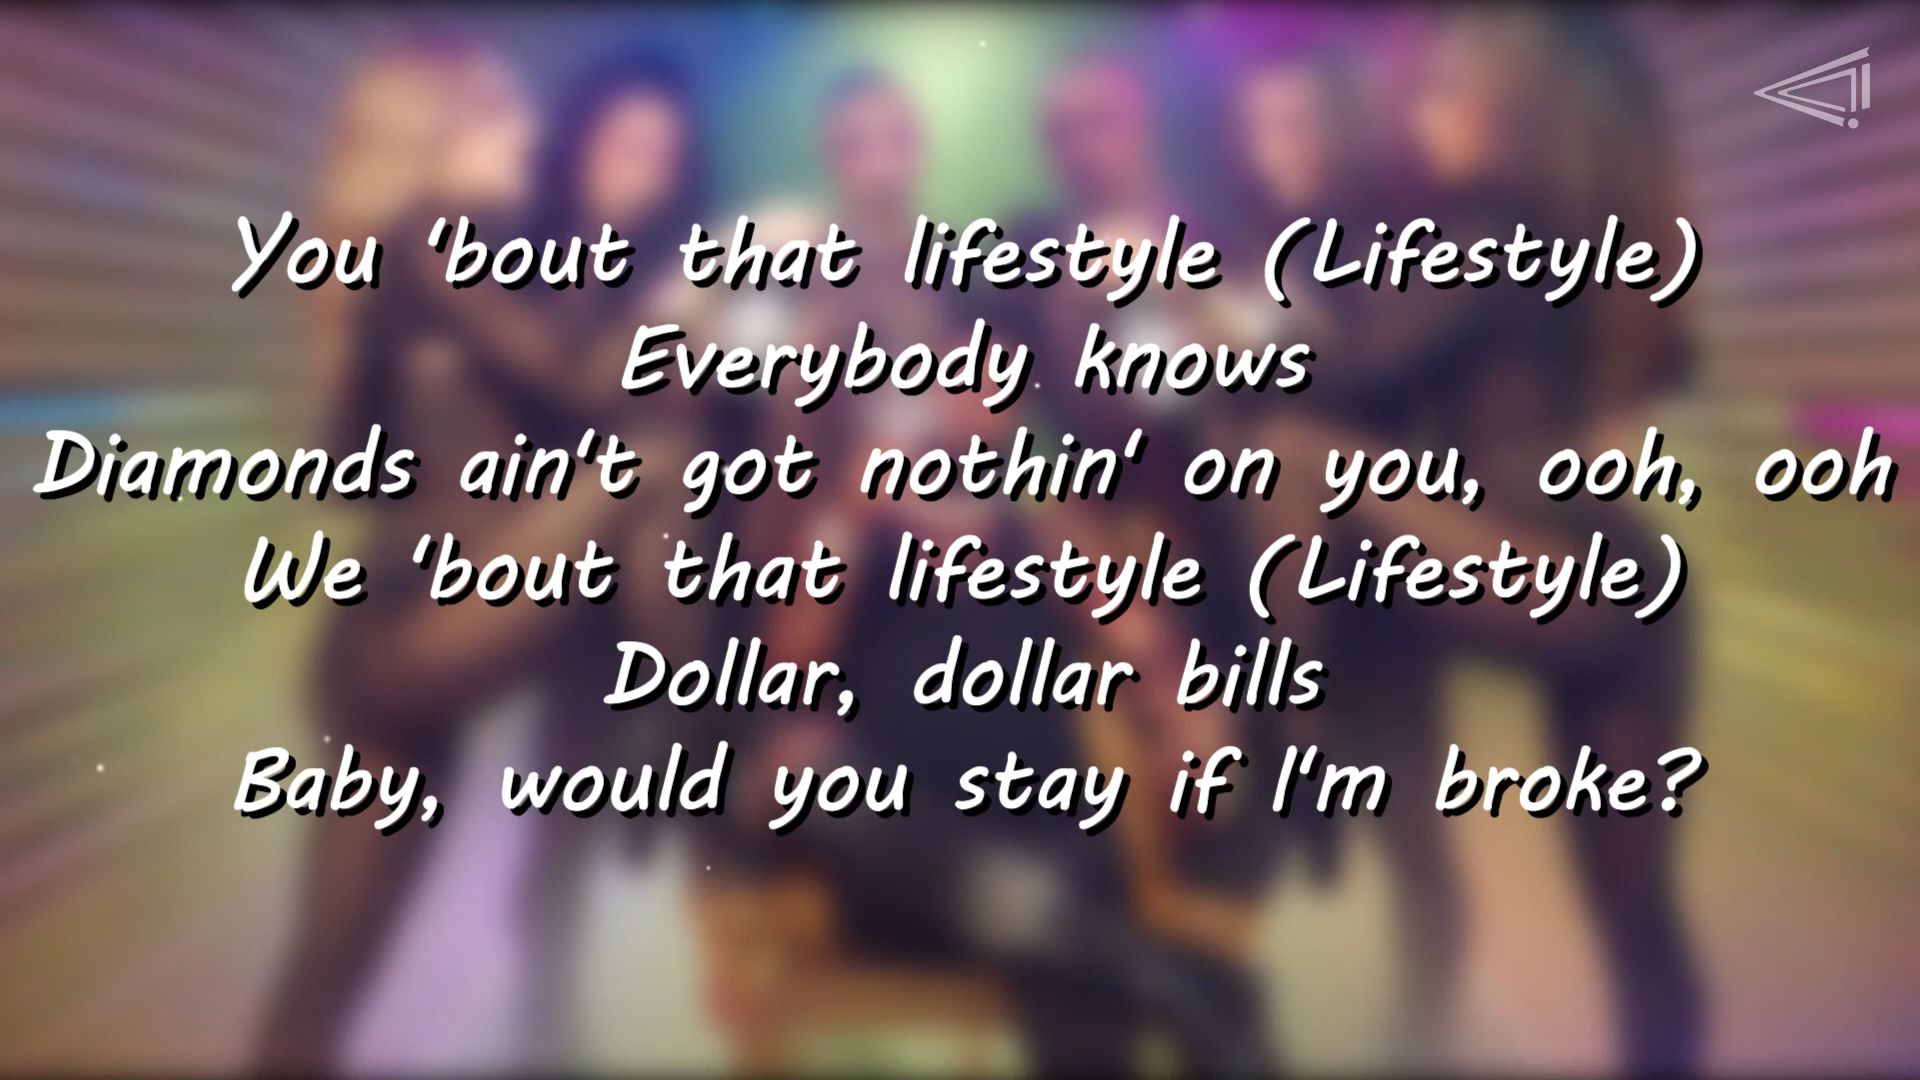 You 'bout that lifestyle (Lifestyle)
Everybody knows
Diamonds ain't got nothin' on you, ooh, ooh
We 'bout that lifestyle (Lifestyle)
Dollar, dollar bills
Baby, would you stay if I'm broke?